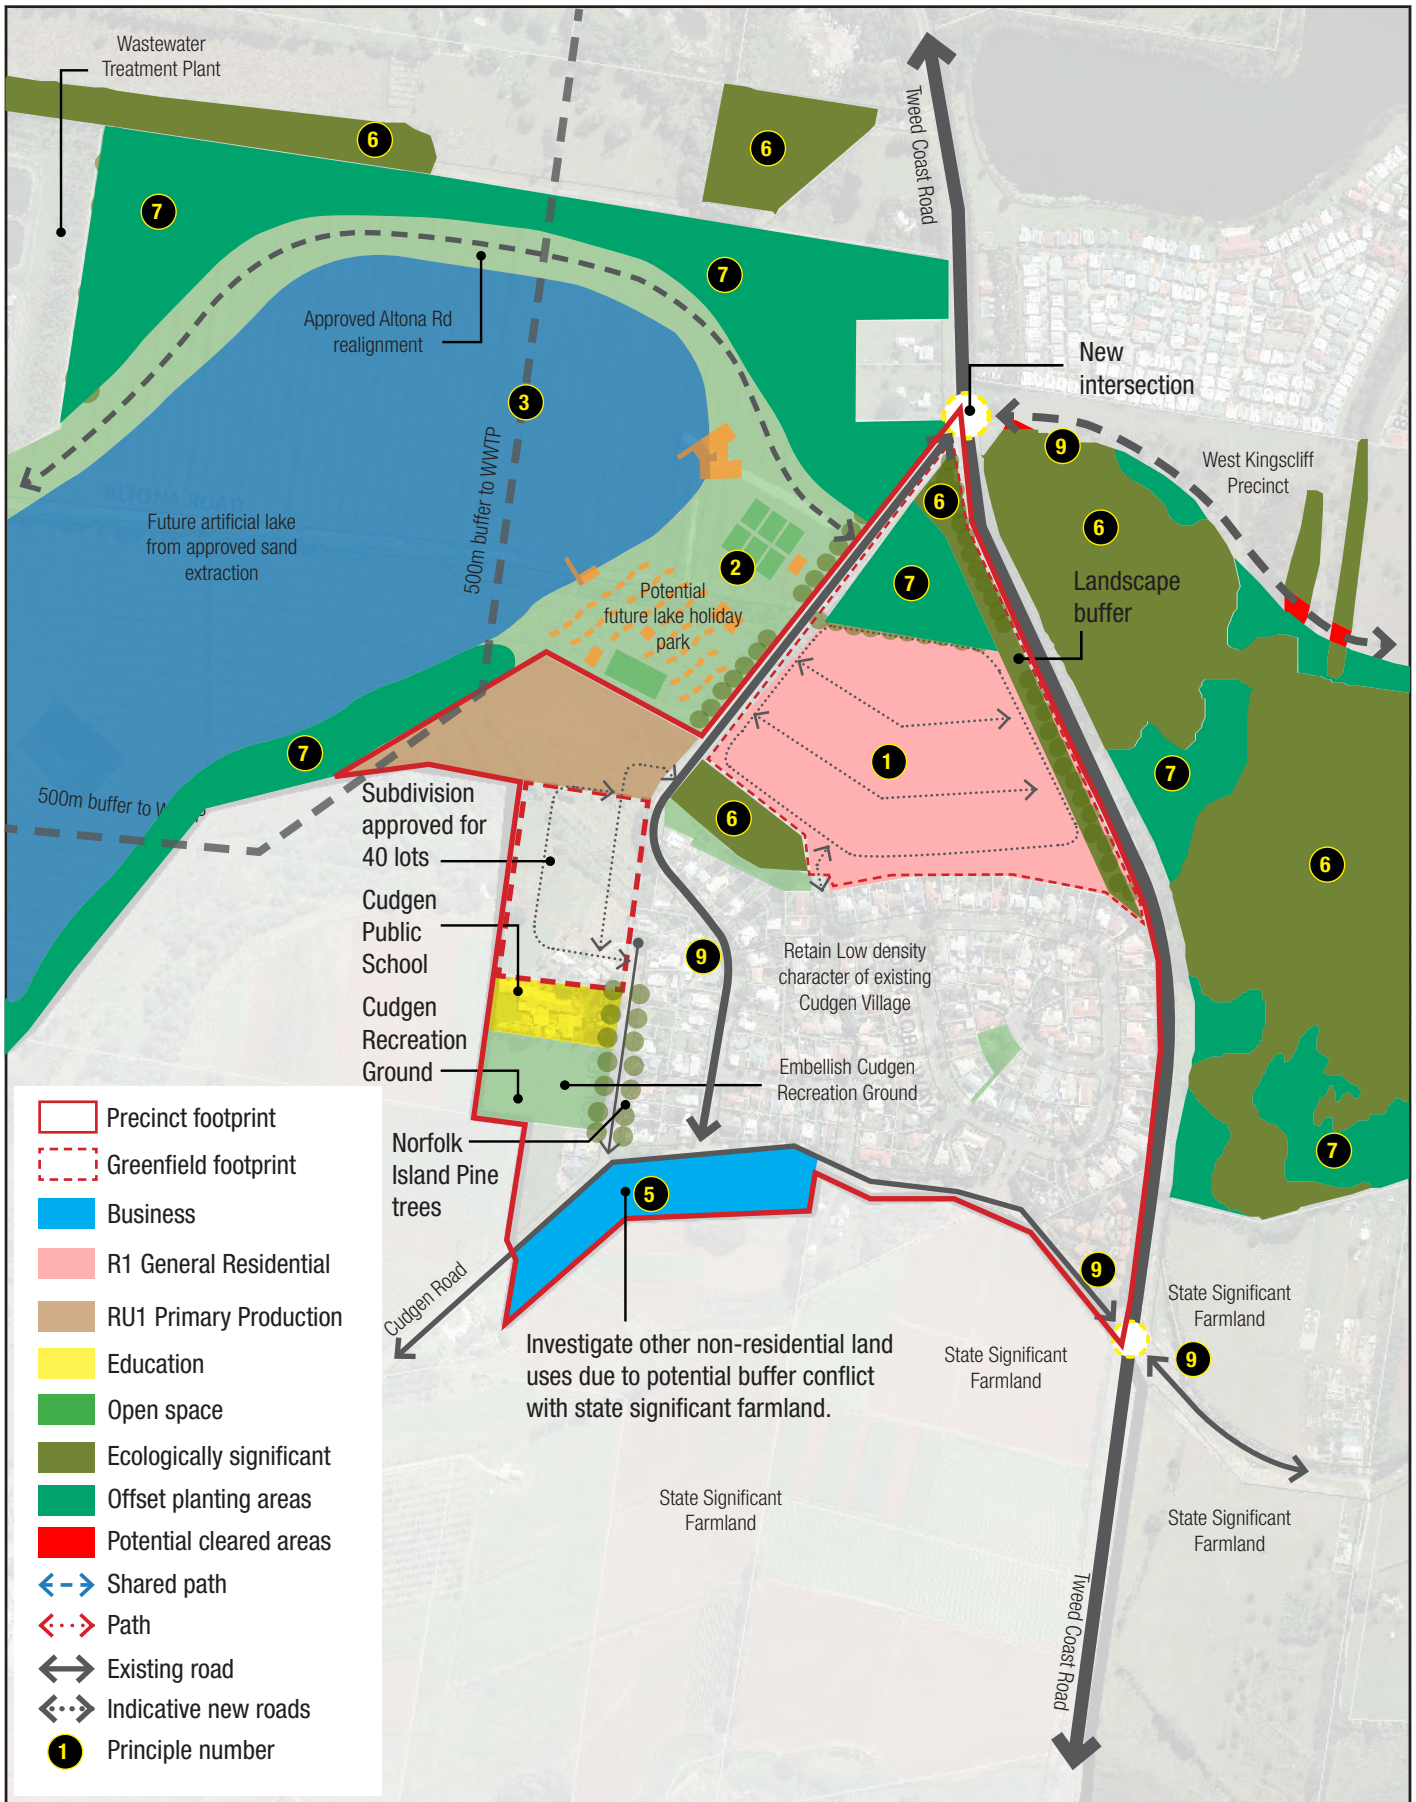 Wastewater
Treatment Plant
6
6
7
7
Tweed Coast Road
Approved Altona Rd
realignment
New
intersection
3
9
West Kingscliff
Precinct
ALTONA ROAD
500m buffer to WWTP
Future artificial lake
from approved sand
extraction
6
6
2
7
Landscape
buffer
Potential
future lake holiday
park
7
1
7
500m buffer to W
P
Subdivision
approved for
40 lots
6
6
Cudgen
Public
School
9
Retain Low density
character of existing
Cudgen Village
Cudgen
Recreation
Ground
Embellish Cudgen
Recreation Ground
Norfolk
Island Pine
trees
7
5
Cudgen Road
9
State Significant
Farmland
9
Investigate other non-residential land
uses due to potential buffer conflict
with state significant farmland.
State Significant
Farmland
State Significant
Farmland
State Significant
Farmland
Tweed Coast Road
Precinct footprint
Greenfield footprint
Business
R1 General Residential
RU1 Primary Production
Education
Open space
Ecologically significant
Offset planting areas
Potential cleared areas
Shared path
Path
Existing road
Indicative new roads
1 Principle number